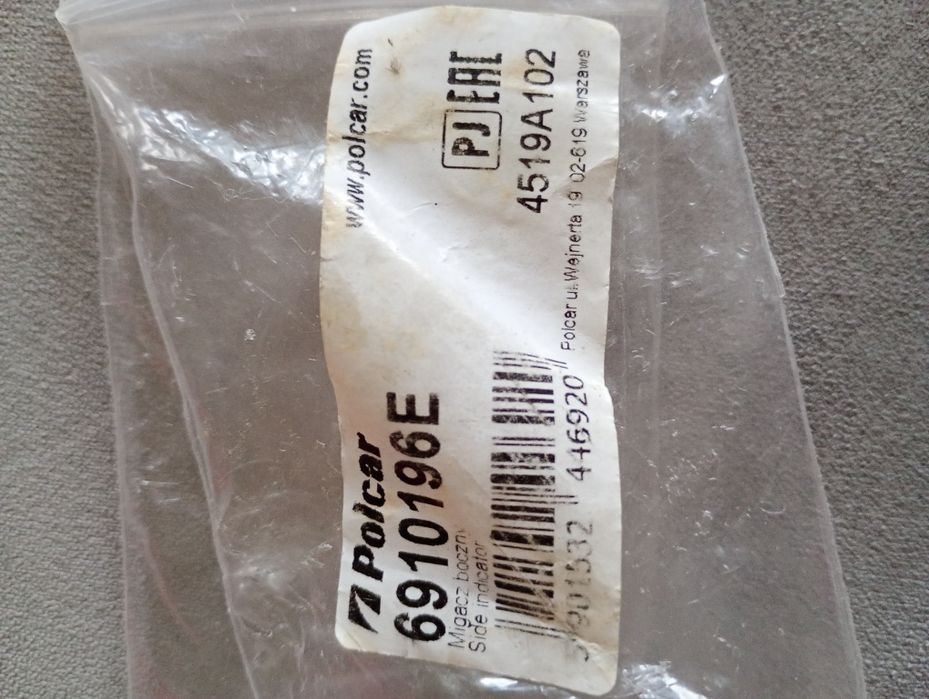 Polcar
www.polcar.com
6910196E
PJ EAC
Migacz boczny
Side indicator
4519A102
446920
Polcar ul. Wejnerta 19 02-619 Warszawa